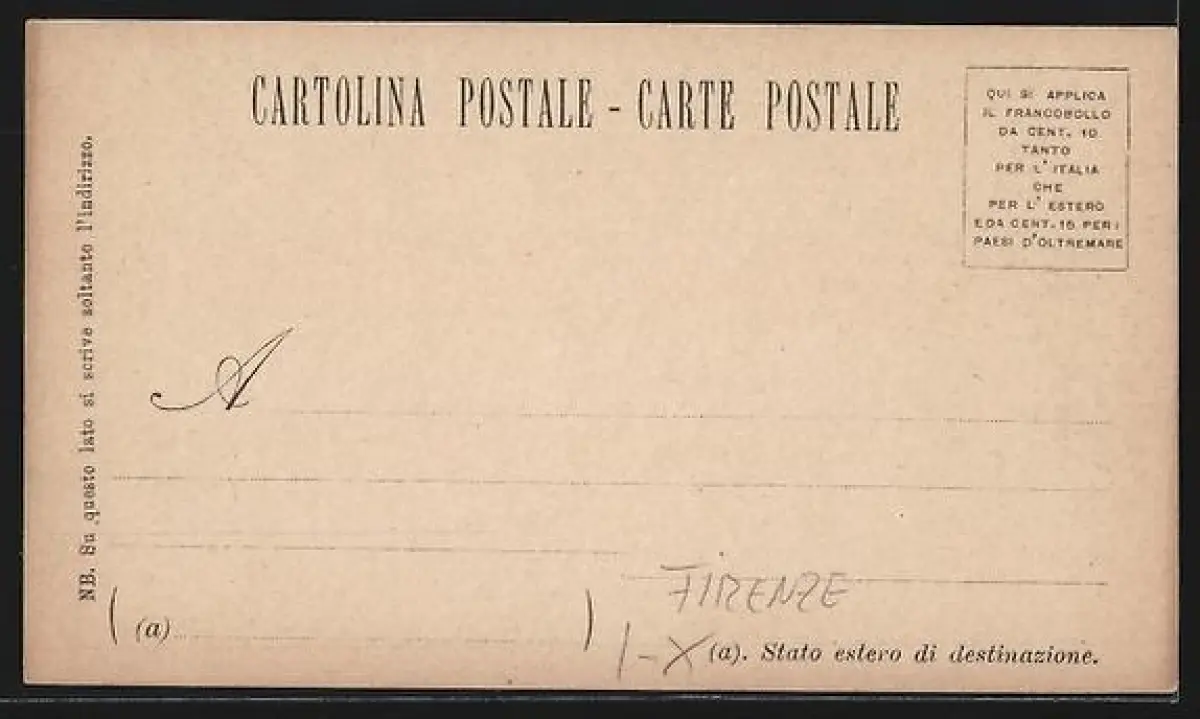 CARTOLINA POSTALE - CARTE POSTALE
QUI SI APPLICA
IL FRANCOBOLLO
DA CENT. 10
TANTO
PER L' ITALIA
CHE
PER L' ESTERO
E DA CENT. 15 PER I
PAESI D'OLTREMARE
NB. Su questo lato si scrive soltanto l'indirizzo.
A
FIRENZE
(a)
1-X (a). Stato estero di destinazione.